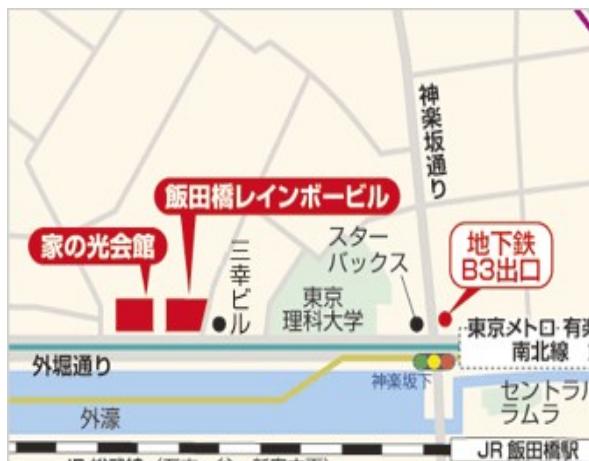 神楽坂通り
飯田橋レインボービル
家の光会館
三幸ビル
スター
バックス
地下鉄
B3出口
東京
理科大学
東京メトロ 有楽
南北線
外堀通り
神楽坂下
外濠
セントラル
ラムラ
JR 飯田橋駅